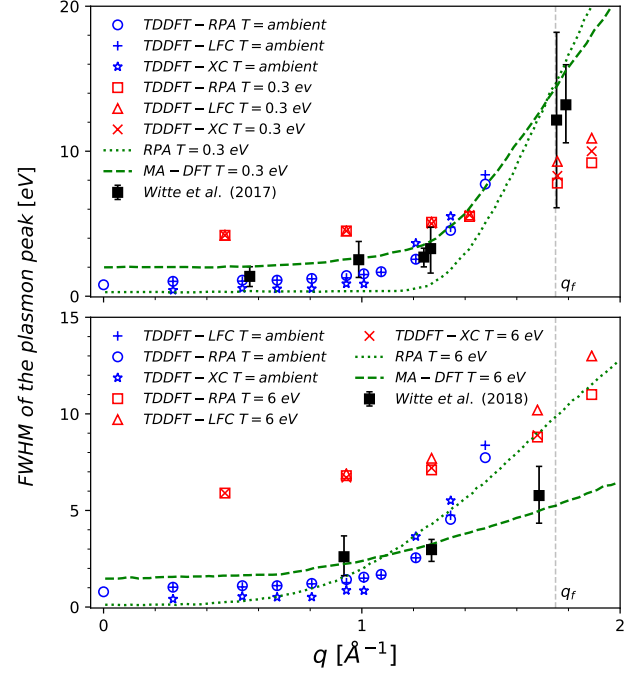 FWHM of the plasmon peak [eV]
20
15
10
5
0
TDDFT − RPA T = ambient
TDDFT − LFC T = ambient
TDDFT − XC T = ambient
TDDFT − RPA T = 0.3 ev
TDDFT − LFC T = 0.3 eV
TDDFT − XC T = 0.3 eV
RPA T = 0.3 eV
MA − DFT T = 0.3 eV
Witte et al. (2017)
q_f
15
10
5
0
TDDFT − LFC T = ambient
TDDFT − RPA T = ambient
TDDFT − XC T = ambient
TDDFT − RPA T = 6 eV
TDDFT − LFC T = 6 eV
TDDFT − XC T = 6 eV
RPA T = 6 eV
MA − DFT T = 6 eV
Witte et al. (2018)
q_f
0 1 2
q [Å⁻¹]